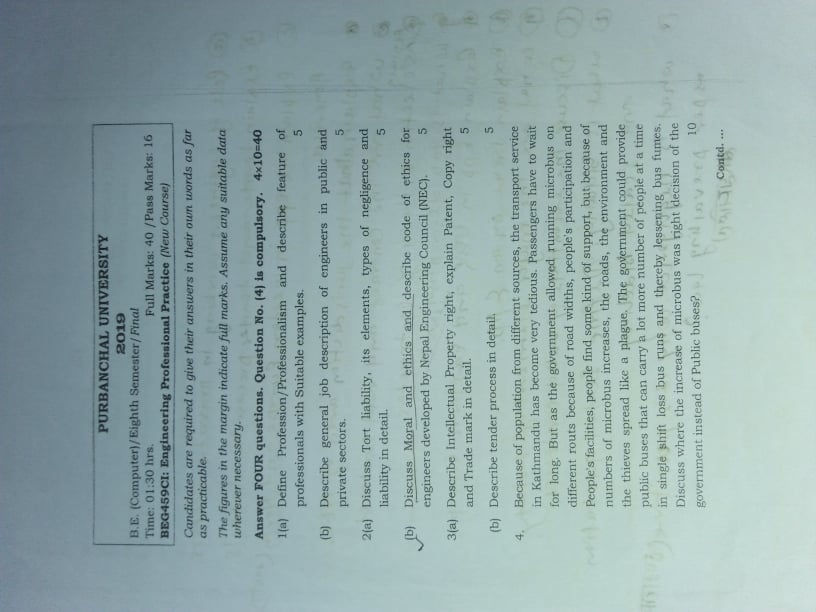 PURBANCHAL UNIVERSITY
2019
B.E. (Computer)/Eighth Semester/Final
Time: 01:30 hrs. Full Marks: 40 /Pass Marks: 16
BEG459CI: Engineering Professional Practice (New Course)
Candidates are required to give their answers in their own words as far
as practicable.
The figures in the margin indicate full marks. Assume any suitable data
wherever necessary.
Answer FOUR questions. Question No. (4) is compulsory. 4×10=40
1(a) Define Profession/Professionalism and describe feature of
professionals with Suitable examples. 5
(b) Describe general job description of engineers in public and
private sectors. 5
2(a) Discuss Tort liability, its elements, types of negligence and
liability in detail. 5
(b) Discuss Moral and ethics and describe code of ethics for
engineers developed by Nepal Engineering Council (NEC). 5
3(a) Describe Intellectual Property right, explain Patent, Copy right
and Trade mark in detail. 5
(b) Describe tender process in detail. 5
4. Because of population from different sources, the transport service
in Kathmandu has become very tedious. Passengers have to wait
for long. But as the government allowed running microbus on
different routs because of road widths, people's participation and
People's facilities, people find some kind of support, but because of
numbers of microbus increases, the roads, the environment and
the thieves spread like a plague. The government could provide
public buses that can carry a lot more number of people at a time
in single shift loss bus runs and thereby lessening bus fumes.
Discuss where the increase of microbus was right decision of the
government instead of Public buses? 10
Contd. ...